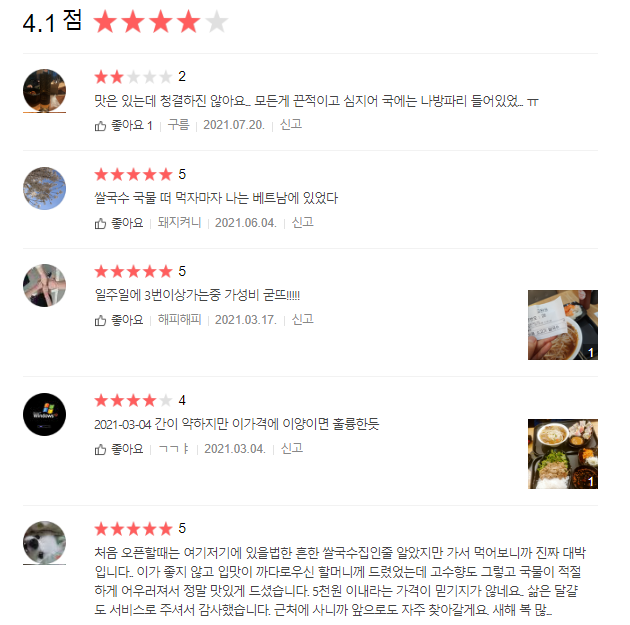 4.1점
2
맛은 있는데 청결하진 않아요... 모든게 끈적이고 심지어 국에는 나방파리 들어있었... ㅠ
좋아요 1 구름 2021.07.20. 신고
5
쌀국수 국물 떠 먹자마자 나는 베트남에 있었다
좋아요 돼지켜니 2021.06.04. 신고
5
일주일에 3번이상가는중 가성비 굳뜨!!!!!
좋아요 해피해피 2021.03.17. 신고
1
4
2021-03-04 간이 약하지만 이가격에 이양이면 훌륭한듯
좋아요 ㄱㄱㅑ 2021.03.04. 신고
1
5
처음 오픈할때는 여기저기에 있을법한 흔한 쌀국수집인줄 알았지만 가서 먹어보니까 진짜 대박
입니다.. 이가 좋지 않고 입맛이 까다로우신 할머니께 드렸었는데 고수향도 그렇고 국물이 적절
하게 어우러져서 정말 맛있게 드셨습니다. 5천원 이내라는 가격이 믿기지가 않네요.. 삶은 달걀
도 서비스로 주셔서 감사했습니다. 근처에 사니까 앞으로도 자주 찾아갈게요. 새해 복 많...